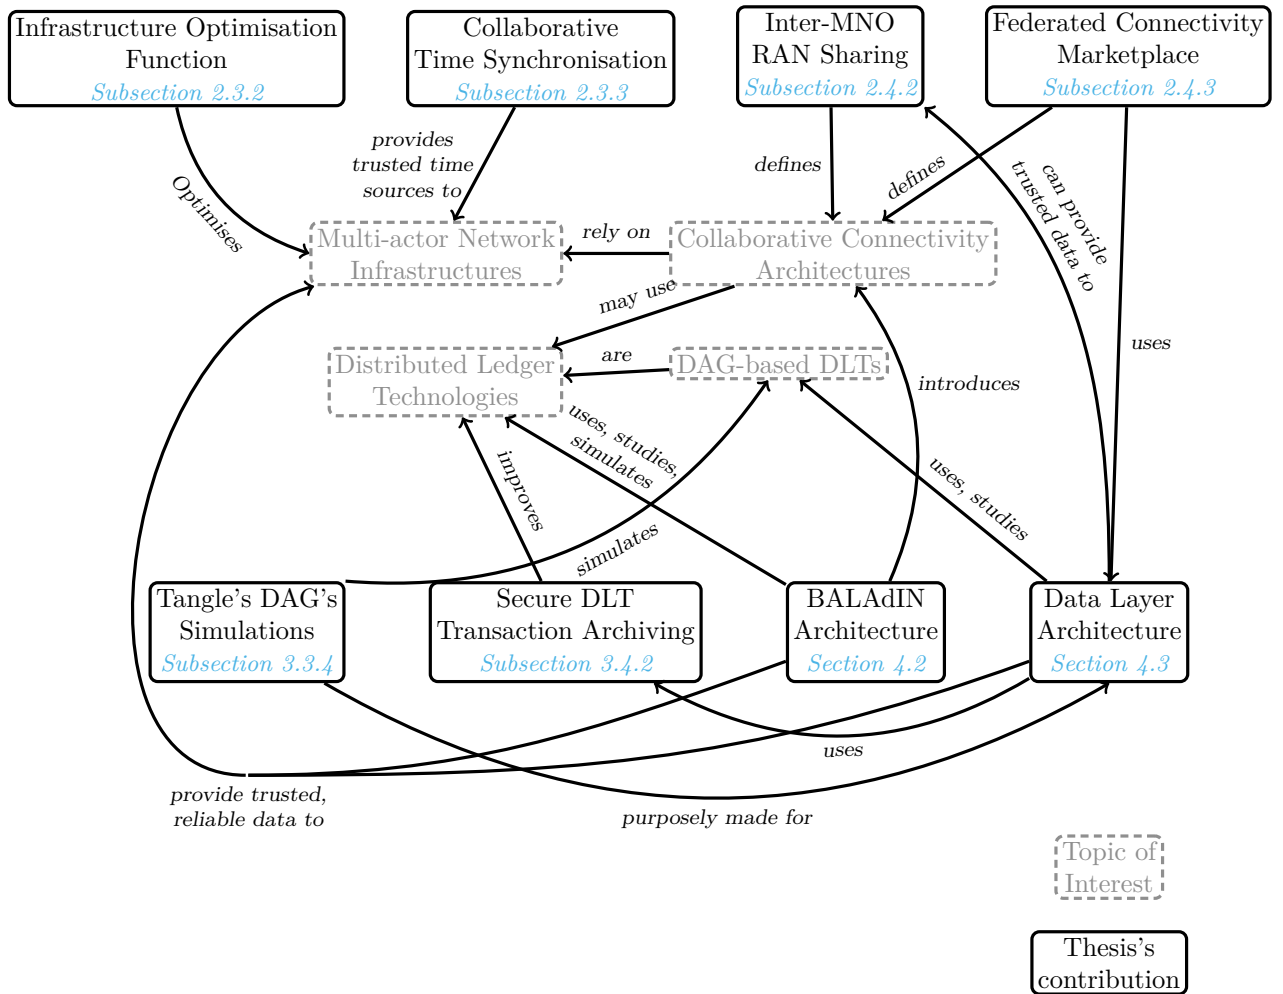 Infrastructure Optimisation
Function
Subsection 2.3.2
Collaborative
Time Synchronisation
Subsection 2.3.3
Inter-MNO
RAN Sharing
Subsection 2.4.2
Federated Connectivity
Marketplace
Subsection 2.4.3
Optimises
provides
trusted time
sources to
defines
defines
can provide
trusted data to
uses
Multi-actor Network
Infrastructures
rely on
Collaborative Connectivity
Architectures
may use
Distributed Ledger
Technologies
are
DAG-based DLTs
introduces
uses, studies,
simulates
improves
simulates
uses, studies
Tangle's DAG's
Simulations
Subsection 3.3.4
Secure DLT
Transaction Archiving
Subsection 3.4.2
BALAdIN
Architecture
Section 4.2
Data Layer
Architecture
Section 4.3
uses
provide trusted,
reliable data to
purposely made for
Topic of
Interest
Thesis's
contribution